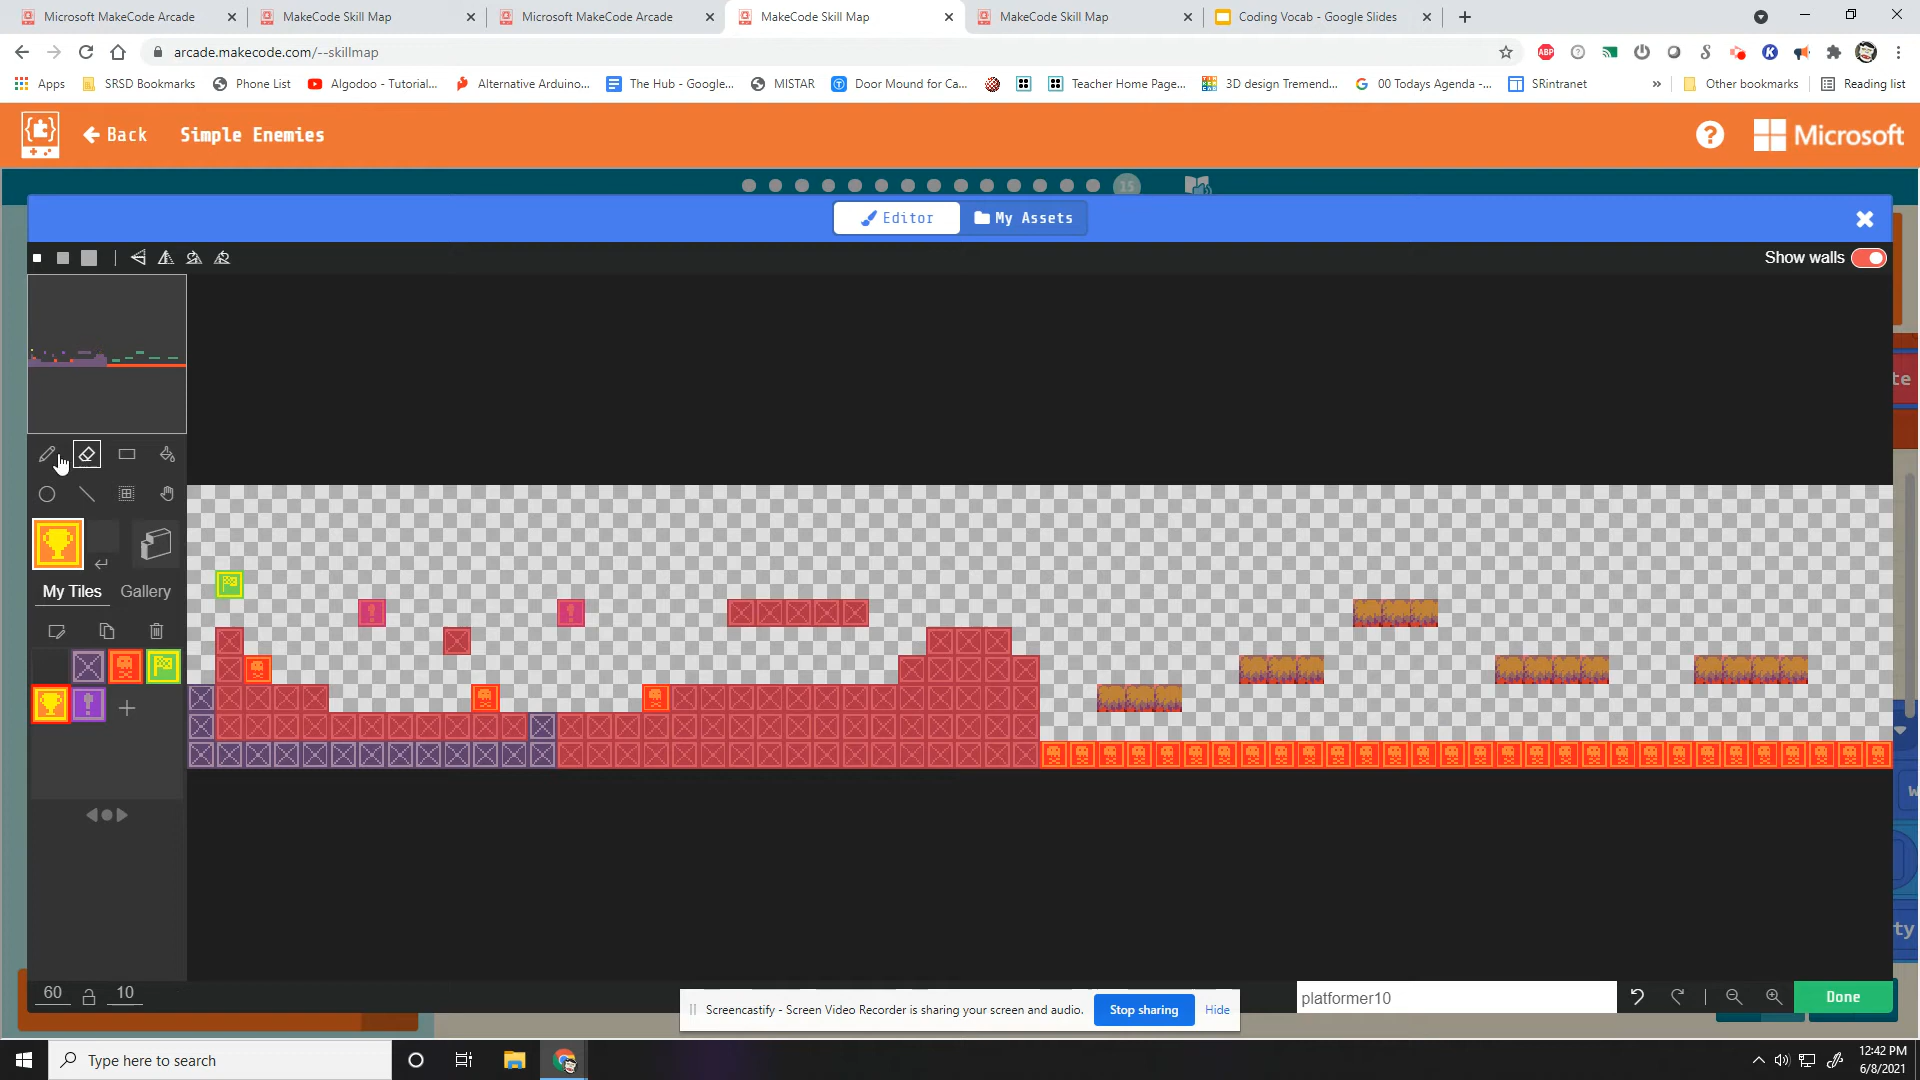 Microsoft MakeCode Arcade
MakeCode Skill Map
Microsoft MakeCode Arcade
MakeCode Skill Map
MakeCode Skill Map
Coding Vocab - Google Slides
arcade.makecode.com/--skillmap
ABP
Apps
SRSD Bookmarks
Phone List
Algodoo - Tutorial...
Alternative Arduino...
The Hub - Google...
MISTAR
Door Mound for Ca...
Teacher Home Page...
3D design Tremend...
00 Todays Agenda -...
SRintranet
»
Other bookmarks
Reading list
Back
Simple Enemies
?
Microsoft
15
Editor
My Assets
Show walls
te
My Tiles
Gallery
ty
60
10
Screencastify - Screen Video Recorder is sharing your screen and audio.
Stop sharing
Hide
platformer10
Done
Type here to search
12:42 PM
6/8/2021